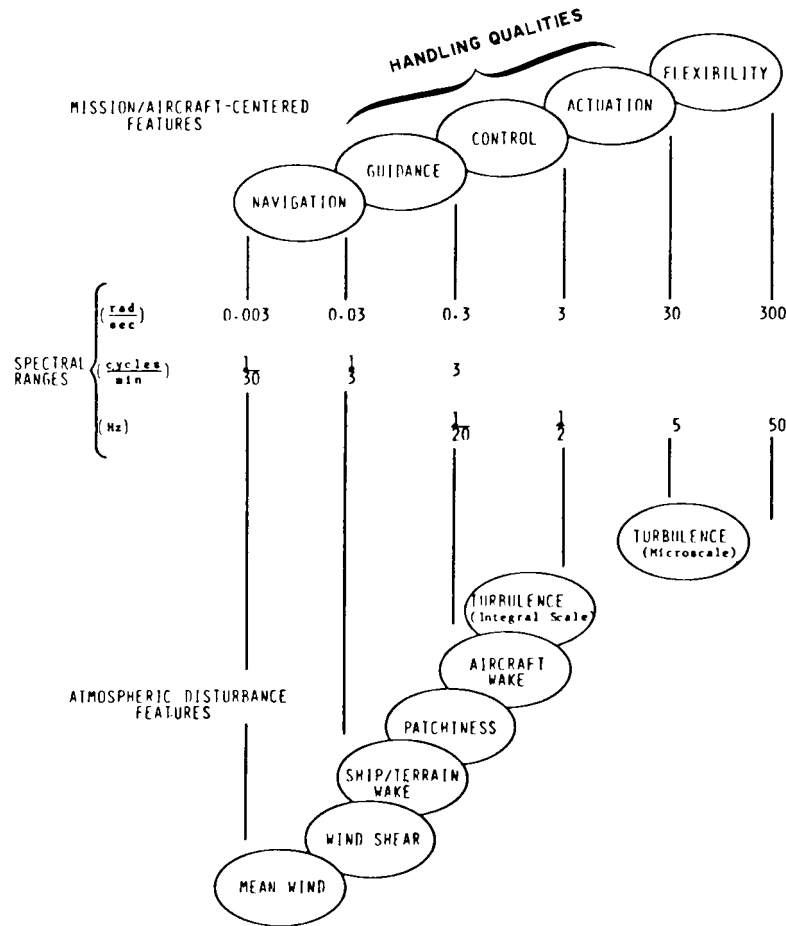 HANDLING QUALITIES
FLEXIBILITY
ACTUATION
CONTROL
GUIDANCE
NAVIGATION
MISSION/AIRCRAFT-CENTERED
FEATURES
SPECTRAL
RANGES
(rad/sec) 0.003 0.03 0.3 3 30 300
(cycles/min) 1/30 1/3 3
(Hz) 1/20 1/2 5 50
TURBULENCE
(Microscale)
TURBULENCE
(Integral Scale)
AIRCRAFT
WAKE
ATMOSPHERIC DISTURBANCE
FEATURES
PATCHINESS
SHIP/TERRAIN
WAKE
WIND SHEAR
MEAN WIND